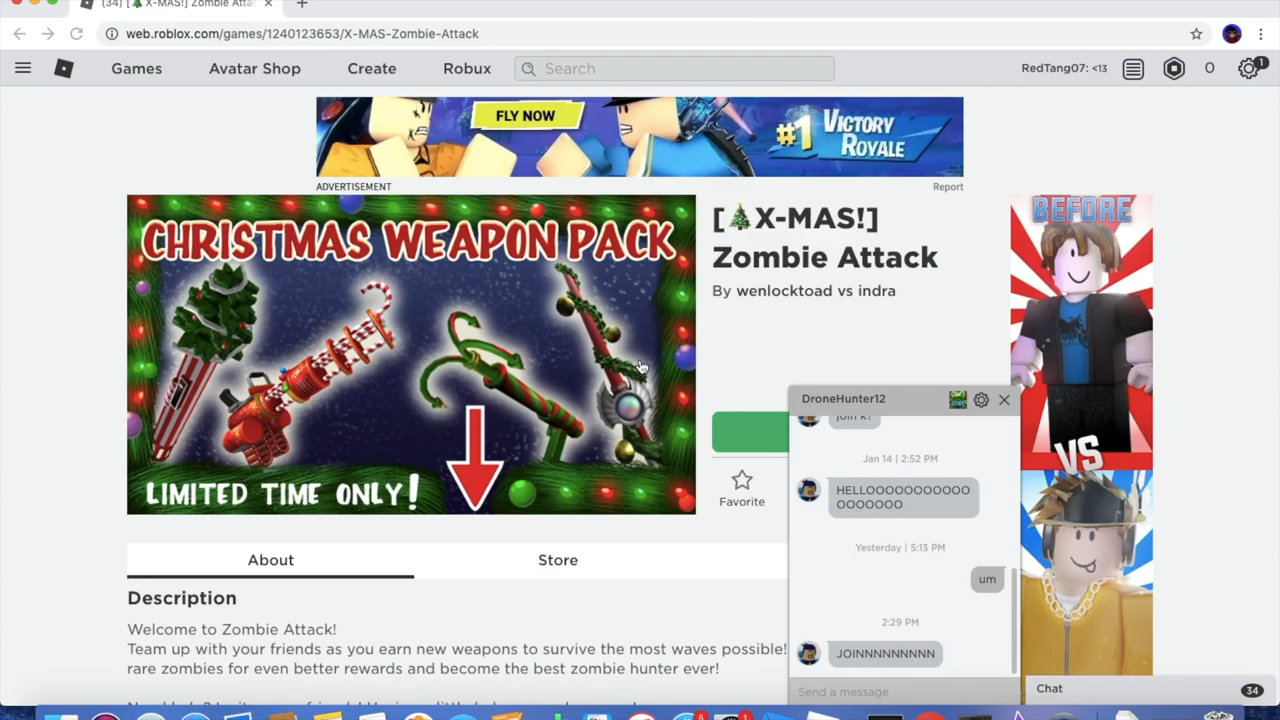 (34) [🎄X-MAS!] Zombie Attac
web.roblox.com/games/1240123653/X-MAS-Zombie-Attack
Games
Avatar Shop
Create
Robux
Search
RedTang07: <13
0
1
FLY NOW
#1 VICTORY
ROYALE
ADVERTISEMENT
Report
CHRISTMAS WEAPON PACK
LIMITED TIME ONLY!
[🎄X-MAS!]
Zombie Attack
By wenlocktoad vs indra
Favorite
BEFORE
VS
About
Store
Description
Welcome to Zombie Attack!
Team up with your friends as you earn new weapons to survive the most waves possible!
rare zombies for even better rewards and become the best zombie hunter ever!
DroneHunter12
join k?
Jan 14 | 2:52 PM
HELLOOOOOOOOOOO
OOOOOOO
Yesterday | 5:13 PM
um
2:29 PM
JOINNNNNNNNN
Send a message
Chat
34